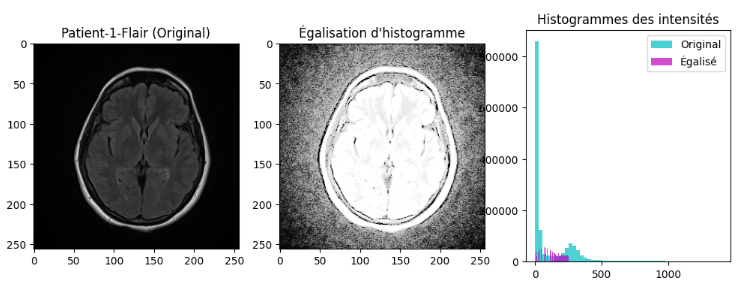 Patient-1-Flair (Original)
0
50
100
150
200
250
0 50 100 150 200 250
Égalisation d'histogramme
0
50
100
150
200
250
0 50 100 150 200 250
Histogrammes des intensités
Original
Égalisé
0
0 500 1000